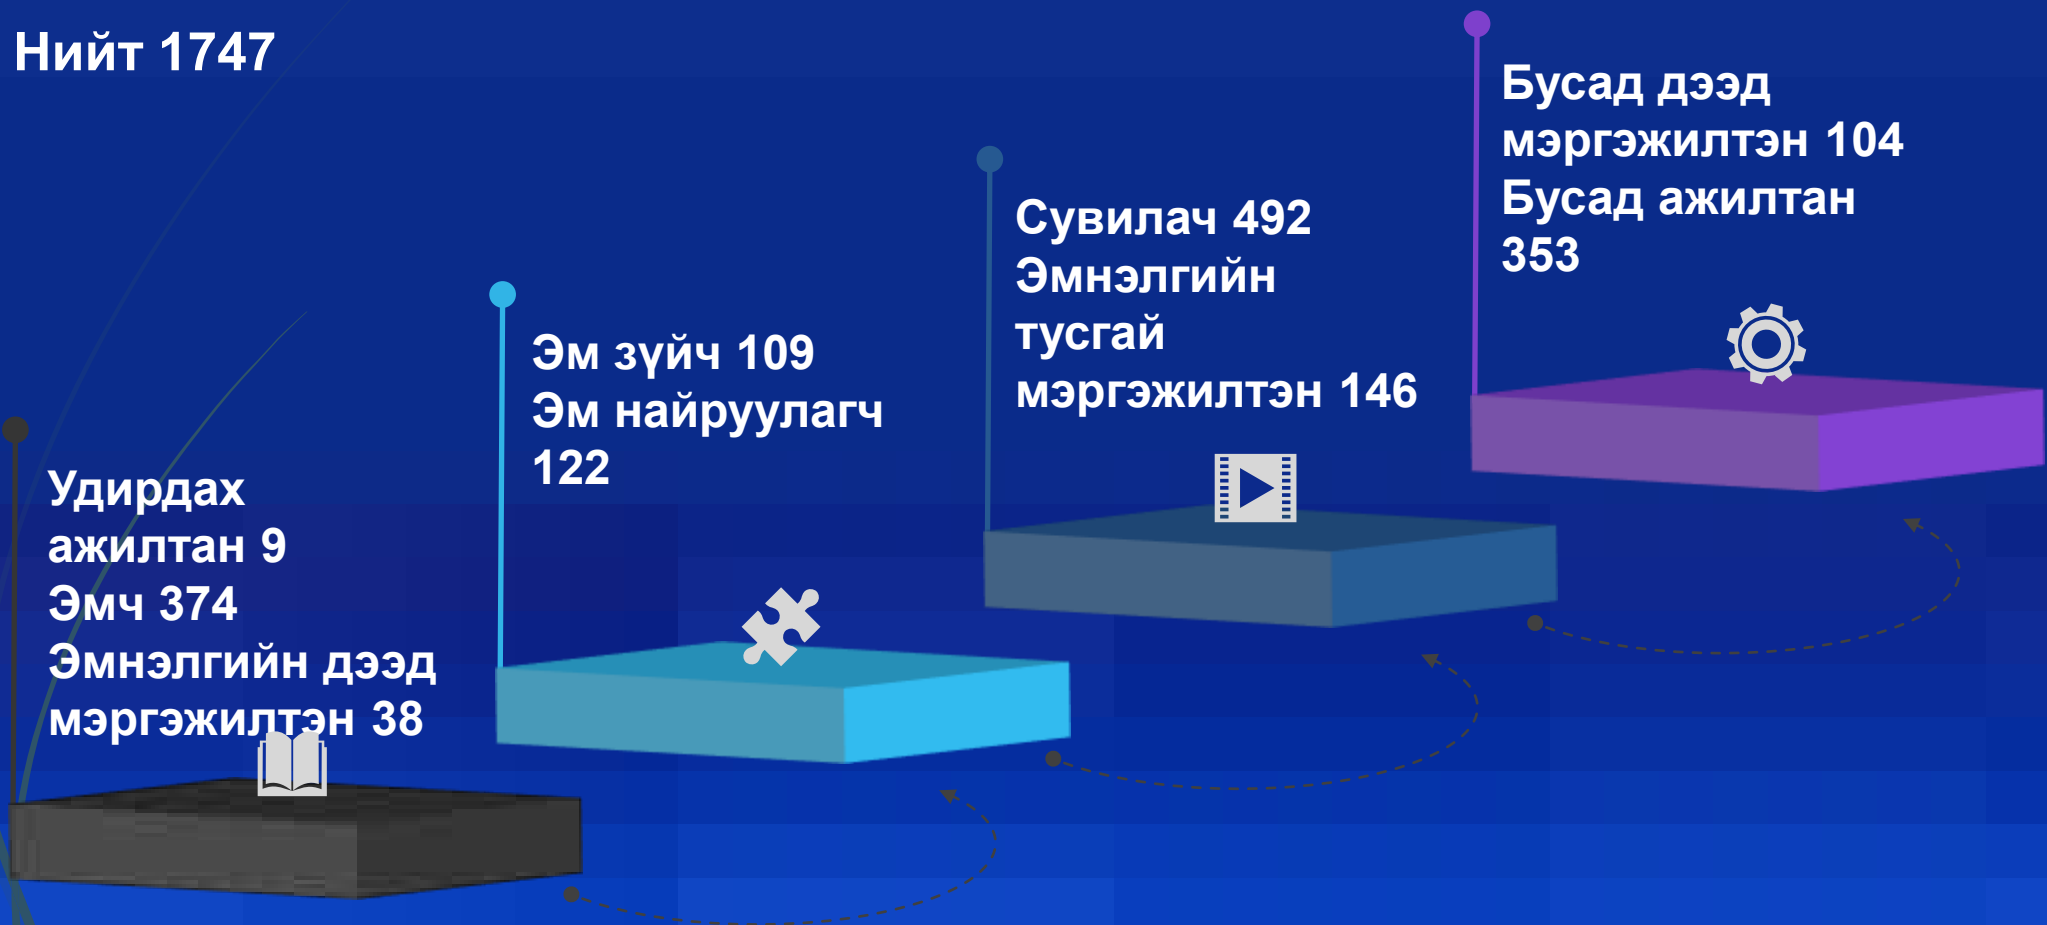 Нийт 1747
Удирдах
ажилтан 9
Эмч 374
Эмнэлгийн дээд
мэргэжилтэн 38
Эм зүйч 109
Эм найруулагч
122
Сувилач 492
Эмнэлгийн
тусгай
мэргэжилтэн 146
Бусад дээд
мэргэжилтэн 104
Бусад ажилтан
353